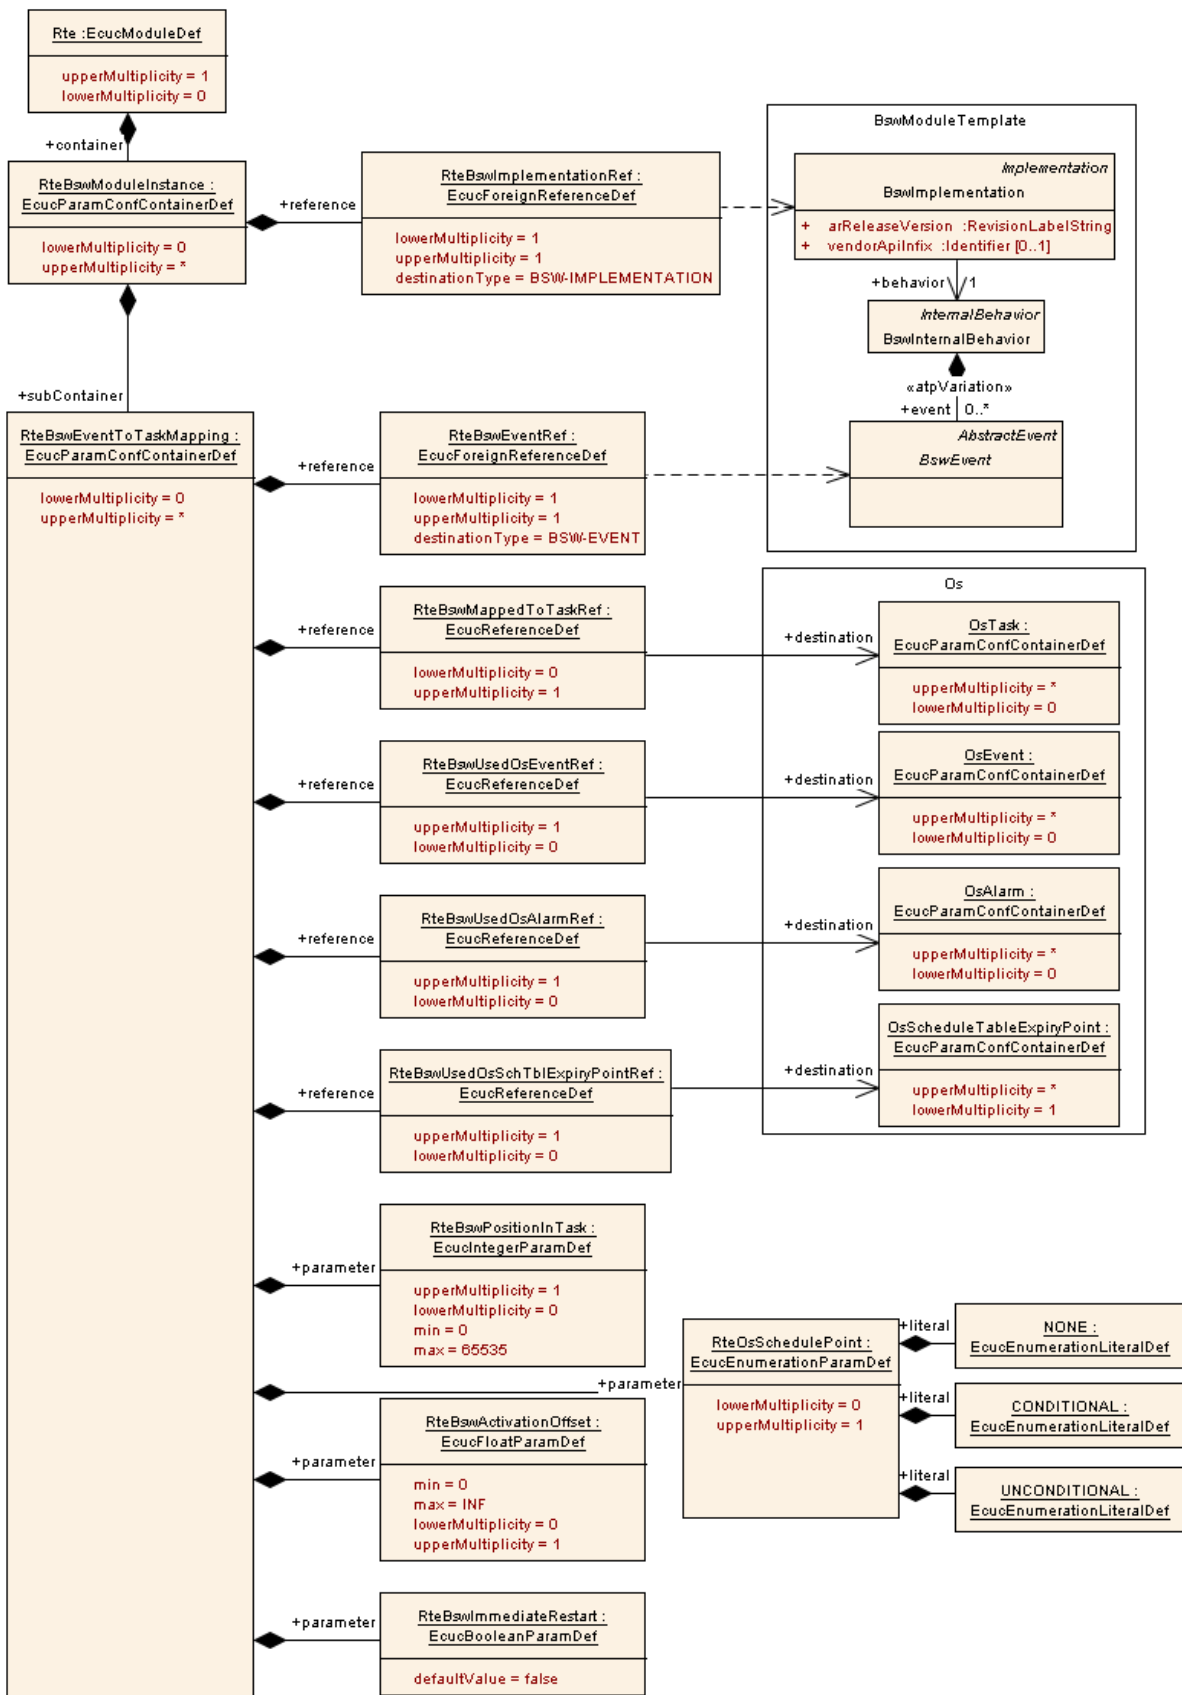 Rte :EcucModuleDef
upperMultiplicity = 1
lowerMultiplicity = 0
+container
RteBswModuleInstance :
EcucParamConfContainerDef
lowerMultiplicity = 0
upperMultiplicity = *
+reference
RteBswImplementationRef :
EcucForeignReferenceDef
lowerMultiplicity = 1
upperMultiplicity = 1
destinationType = BSW-IMPLEMENTATION
BswModuleTemplate
Implementation
BswImplementation
+ arReleaseVersion :RevisionLabelString
+ vendorApiInfix :Identifier [0..1]
+behavior 1
InternalBehavior
BswInternalBehavior
«atpVariation»
+event 0..*
AbstractEvent
BswEvent
+subContainer
RteBswEventToTaskMapping :
EcucParamConfContainerDef
lowerMultiplicity = 0
upperMultiplicity = *
+reference
RteBswEventRef :
EcucForeignReferenceDef
lowerMultiplicity = 1
upperMultiplicity = 1
destinationType = BSW-EVENT
Os
+reference
RteBswMappedToTaskRef :
EcucReferenceDef
lowerMultiplicity = 0
upperMultiplicity = 1
+destination
OsTask :
EcucParamConfContainerDef
upperMultiplicity = *
lowerMultiplicity = 0
+reference
RteBswUsedOsEventRef :
EcucReferenceDef
upperMultiplicity = 1
lowerMultiplicity = 0
+destination
OsEvent :
EcucParamConfContainerDef
upperMultiplicity = *
lowerMultiplicity = 0
+reference
RteBswUsedOsAlarmRef :
EcucReferenceDef
upperMultiplicity = 1
lowerMultiplicity = 0
+destination
OsAlarm :
EcucParamConfContainerDef
upperMultiplicity = *
lowerMultiplicity = 0
+reference
RteBswUsedOsSchTblExpiryPointRef :
EcucReferenceDef
upperMultiplicity = 1
lowerMultiplicity = 0
+destination
OsScheduleTableExpiryPoint :
EcucParamConfContainerDef
upperMultiplicity = *
lowerMultiplicity = 1
+parameter
RteBswPositionInTask :
EcucIntegerParamDef
upperMultiplicity = 1
lowerMultiplicity = 0
min = 0
max = 65535
+parameter
RteOsSchedulePoint :
EcucEnumerationParamDef
lowerMultiplicity = 0
upperMultiplicity = 1
+literal
NONE :
EcucEnumerationLiteralDef
+literal
CONDITIONAL :
EcucEnumerationLiteralDef
+literal
UNCONDITIONAL :
EcucEnumerationLiteralDef
+parameter
RteBswActivationOffset :
EcucFloatParamDef
min = 0
max = INF
lowerMultiplicity = 0
upperMultiplicity = 1
+parameter
RteBswImmediateRestart :
EcucBooleanParamDef
defaultValue = false